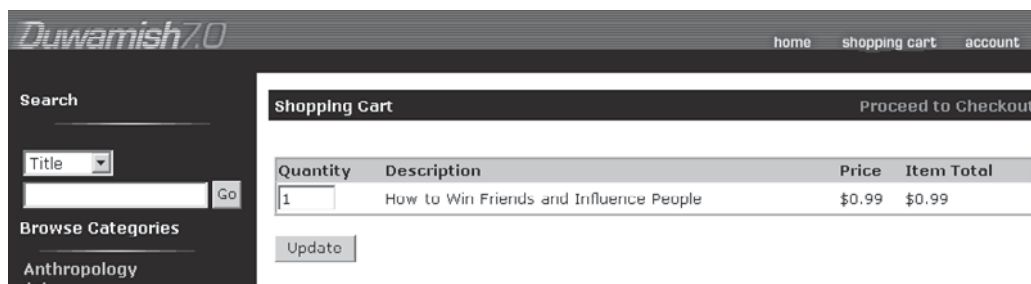 Duwamish7.0
home shopping cart account
Search
Title
Go
Browse Categories
Anthropology
Shopping Cart Proceed to Checkout
Quantity Description Price Item Total
1 How to Win Friends and Influence People $0.99 $0.99
Update